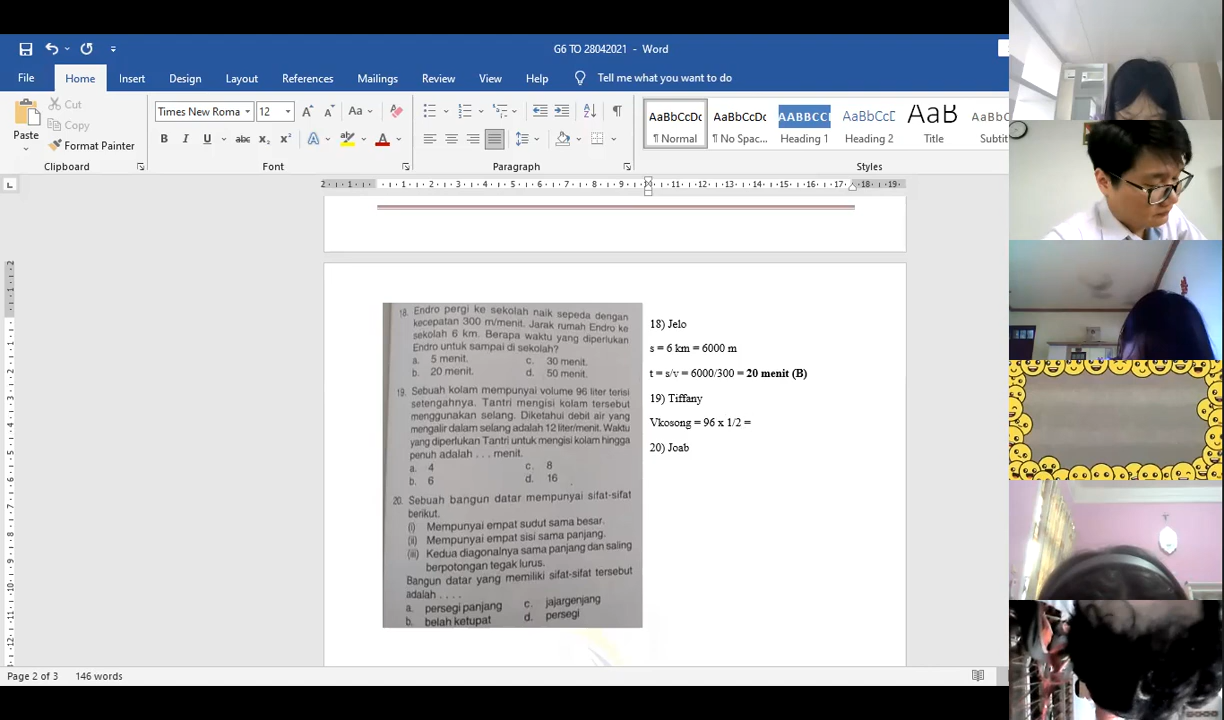 G6 TO 28042021 - Word
File Home Insert Design Layout References Mailings Review View Help Tell me what you want to do
Paste
Cut
Copy
Format Painter
Clipboard
Times New Roma 12
Font
Paragraph
AaBbCcDc AaBbCcDc AABBCCI AaBbCcD AaB AaBbCc
¶ Normal ¶ No Spac... Heading 1 Heading 2 Title Subtit
Styles
18. Endro pergi ke sekolah naik sepeda dengan
kecepatan 300 m/menit. Jarak rumah Endro ke
sekolah 6 km. Berapa waktu yang diperlukan
Endro untuk sampai di sekolah?
a. 5 menit. c. 30 menit.
b. 20 menit. d. 50 menit.
19. Sebuah kolam mempunyai volume 96 liter terisi
setengahnya. Tantri mengisi kolam tersebut
menggunakan selang. Diketahui debit air yang
mengalir dalam selang adalah 12 liter/menit. Waktu
yang diperlukan Tantri untuk mengisi kolam hingga
penuh adalah . . . menit.
a. 4 c. 8
b. 6 d. 16
20. Sebuah bangun datar mempunyai sifat-sifat
berikut.
(i) Mempunyai empat sudut sama besar.
(ii) Mempunyai empat sisi sama panjang.
(iii) Kedua diagonalnya sama panjang dan saling
berpotongan tegak lurus.
Bangun datar yang memiliki sifat-sifat tersebut
adalah . . . .
a. persegi panjang c. jajargenjang
b. belah ketupat d. persegi
18) Jelo
s = 6 km = 6000 m
t = s/v = 6000/300 = 20 menit (B)
19) Tiffany
Vkosong = 96 x 1/2 =
20) Joab
Page 2 of 3 146 words